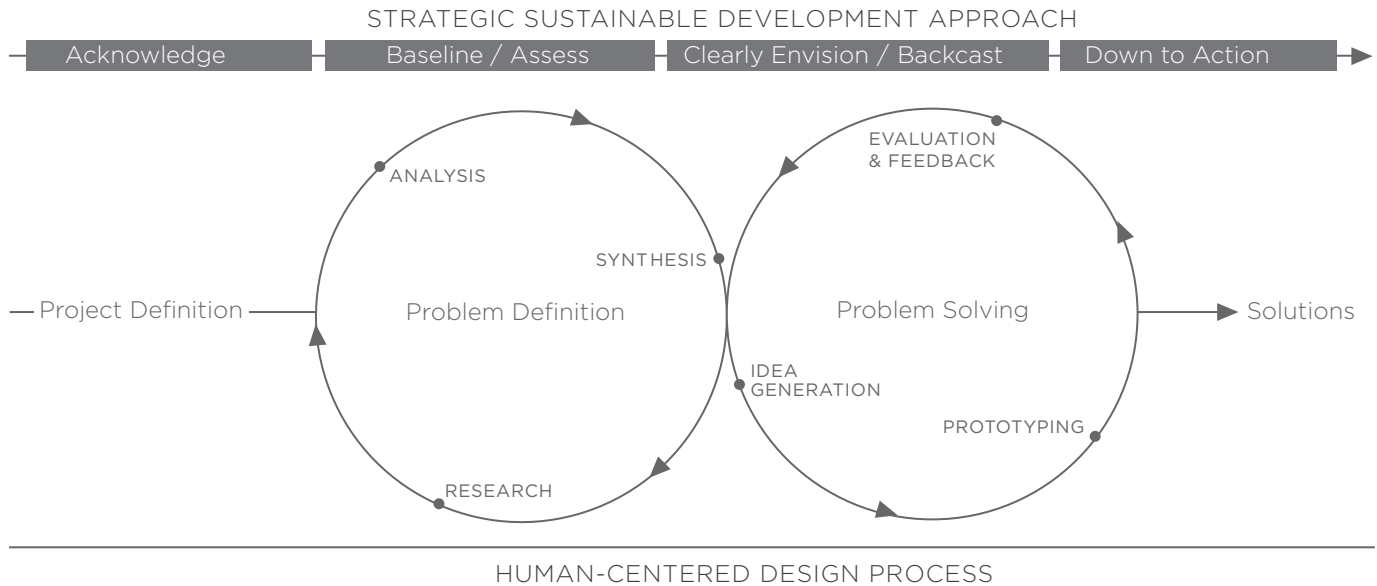 STRATEGIC SUSTAINABLE DEVELOPMENT APPROACH
Acknowledge
Baseline / Assess
Clearly Envision / Backcast
Down to Action
EVALUATION
& FEEDBACK
ANALYSIS
SYNTHESIS
Project Definition
Problem Definition
Problem Solving
Solutions
IDEA
GENERATION
PROTOTYPING
RESEARCH
HUMAN-CENTERED DESIGN PROCESS